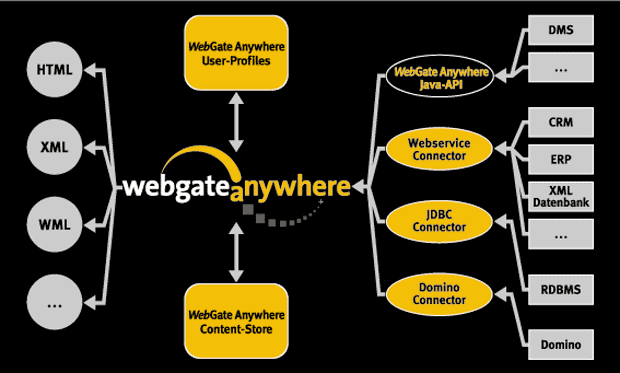 HTML
XML
WML
...
WebGate Anywhere
User-Profiles
webgateanywhere
WebGate Anywhere
Content-Store
WebGate Anywhere
Java-API
Webservice
Connector
JDBC
Connector
Domino
Connector
DMS
...
CRM
ERP
XML
Datenbank
...
RDBMS
Domino